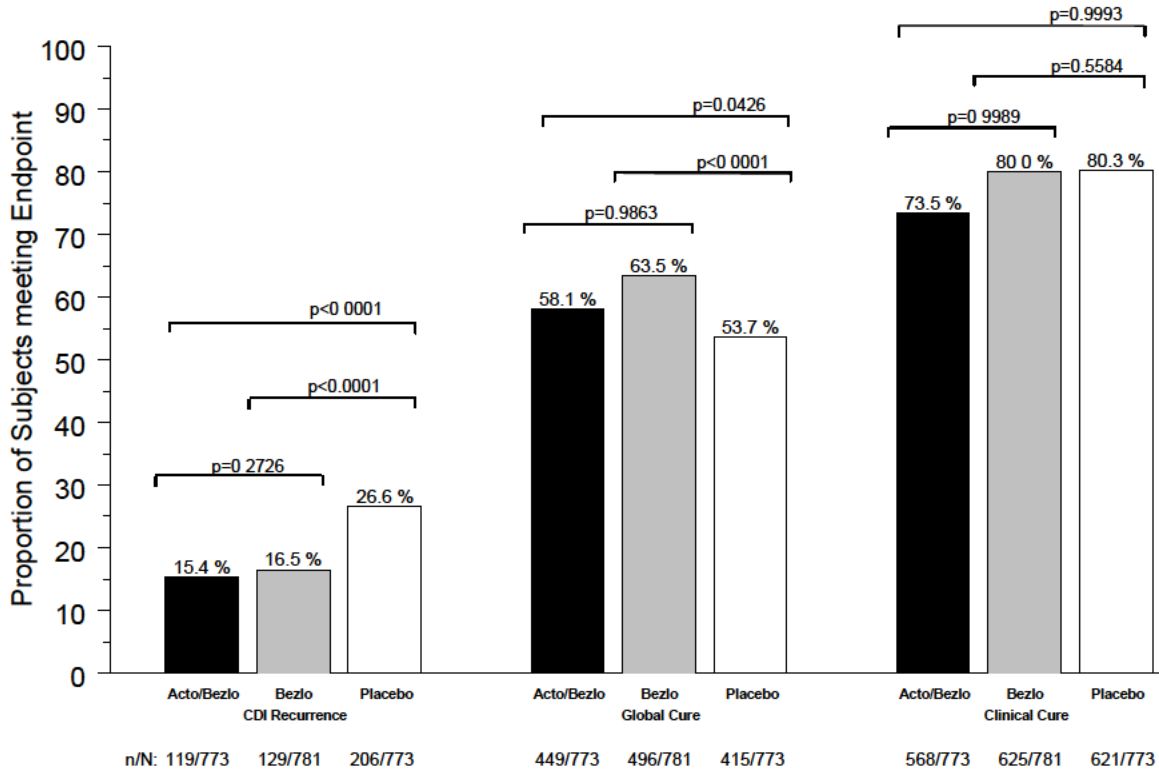 Proportion of Subjects meeting Endpoint
100
90
80
70
60
50
40
30
20
10
0
p<0 0001
p<0.0001
p=0 2726
15.4 %
16.5 %
26.6 %
p=0.0426
p<0 0001
p=0.9863
58.1 %
63.5 %
53.7 %
p=0.9993
p=0.5584
p=0 9989
73.5 %
80 0 %
80.3 %
Acto/Bezlo Bezlo Placebo Acto/Bezlo Bezlo Placebo Acto/Bezlo Bezlo Placebo
CDI Recurrence Global Cure Clinical Cure
n/N: 119/773 129/781 206/773 449/773 496/781 415/773 568/773 625/781 621/773